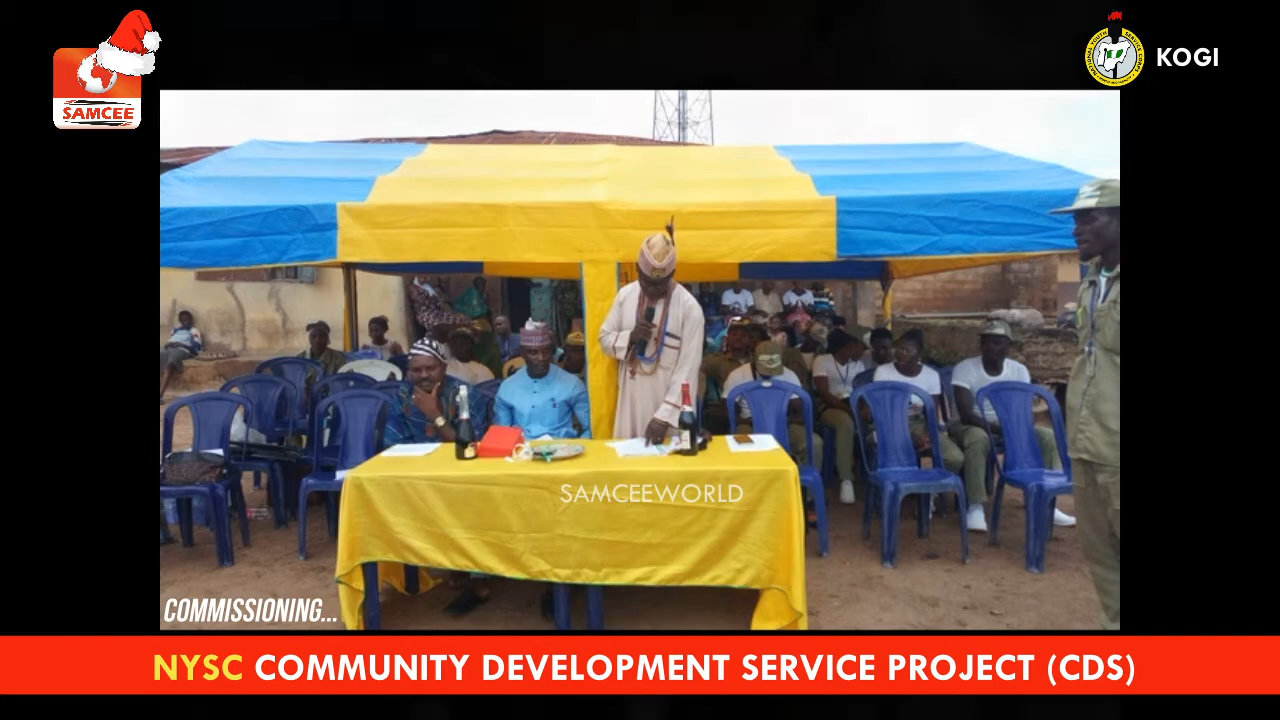 SAMCEE
KOGI
SAMCEEWORLD
COMMISSIONING...
NYSC COMMUNITY DEVELOPMENT SERVICE PROJECT (CDS)